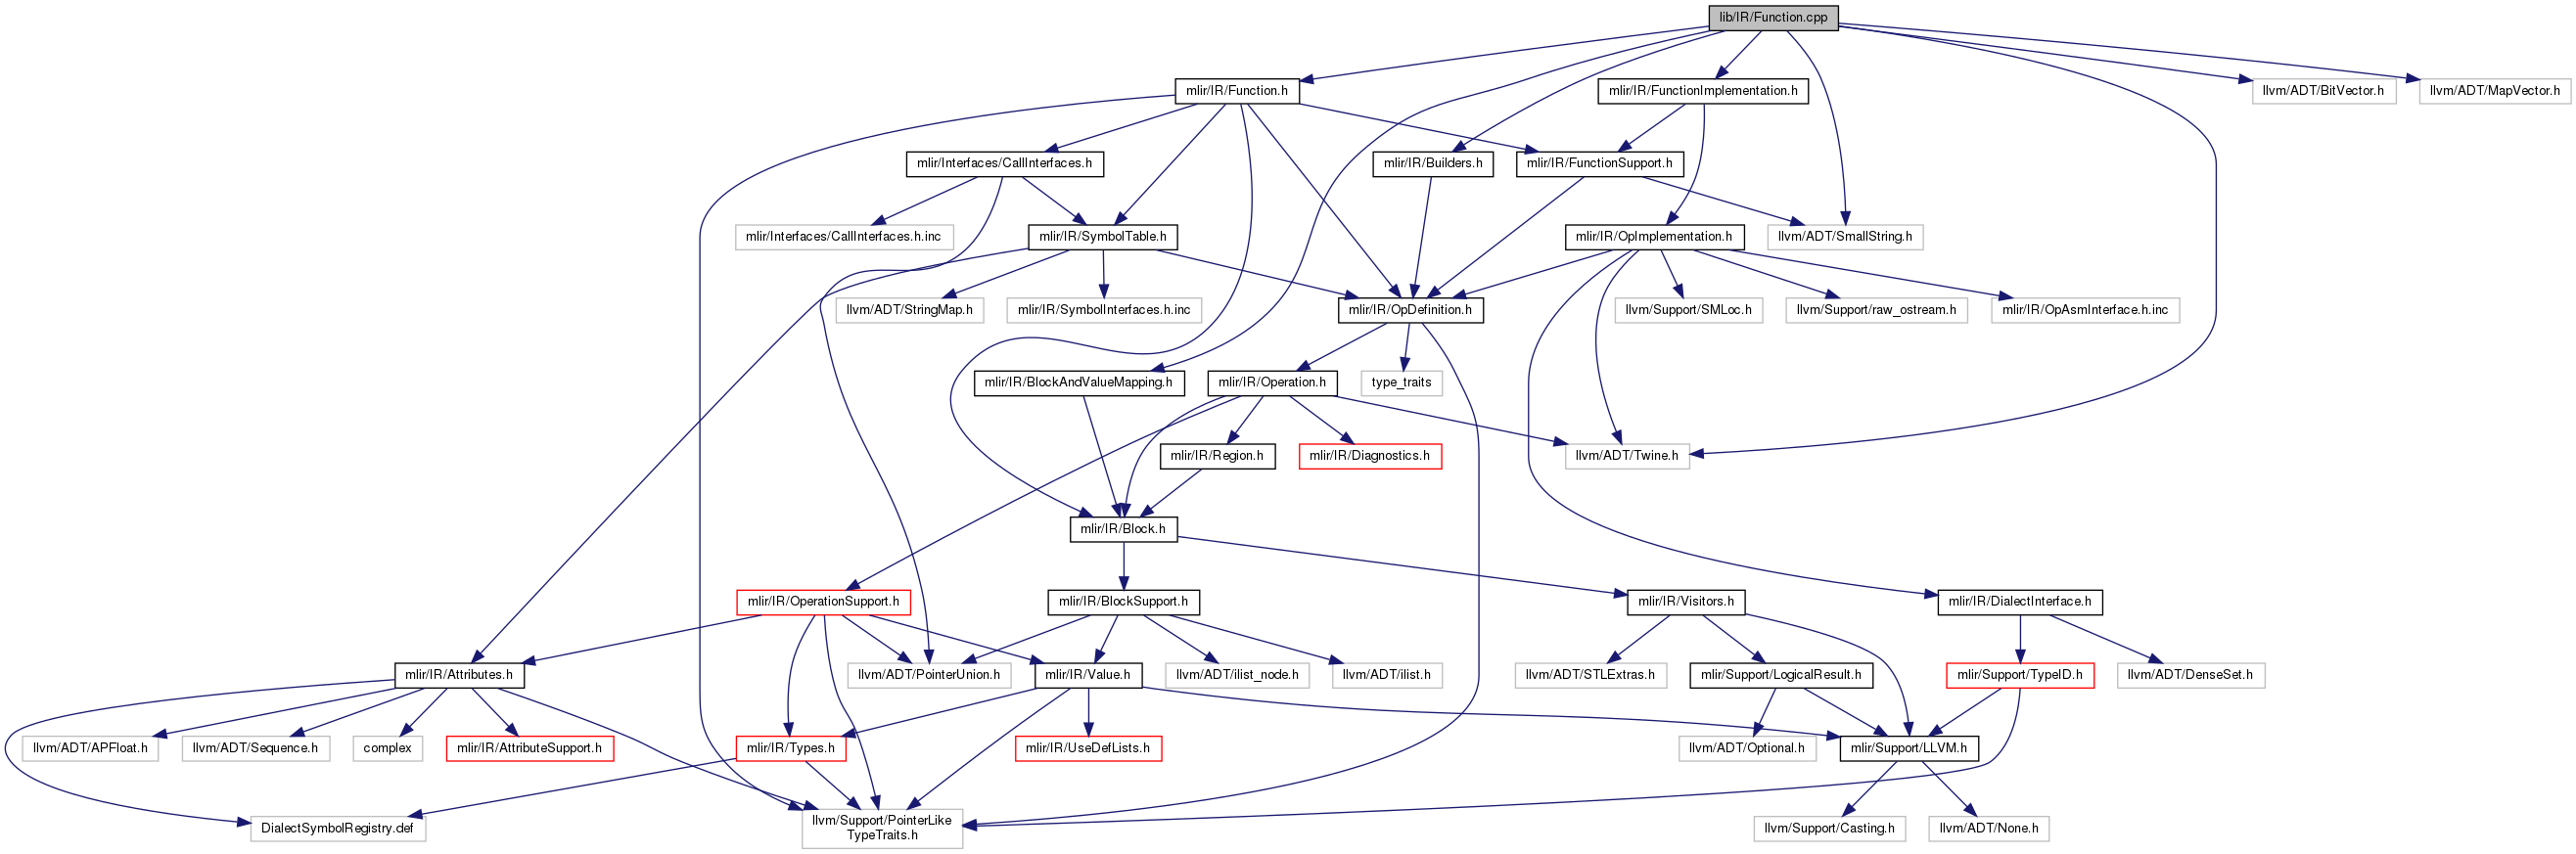 lib/IR/Function.cpp
mlir/IR/Function.h
mlir/IR/FunctionImplementation.h
llvm/ADT/BitVector.h
llvm/ADT/MapVector.h
mlir/Interfaces/CallInterfaces.h
mlir/IR/Builders.h
mlir/IR/FunctionSupport.h
mlir/Interfaces/CallInterfaces.h.inc
mlir/IR/SymbolTable.h
mlir/IR/OpImplementation.h
llvm/ADT/SmallString.h
llvm/ADT/StringMap.h
mlir/IR/SymbolInterfaces.h.inc
mlir/IR/OpDefinition.h
llvm/Support/SMLoc.h
llvm/Support/raw_ostream.h
mlir/IR/OpAsmInterface.h.inc
mlir/IR/BlockAndValueMapping.h
mlir/IR/Operation.h
type_traits
mlir/IR/Region.h
mlir/IR/Diagnostics.h
llvm/ADT/Twine.h
mlir/IR/Block.h
mlir/IR/OperationSupport.h
mlir/IR/BlockSupport.h
mlir/IR/Visitors.h
mlir/IR/DialectInterface.h
mlir/IR/Attributes.h
llvm/ADT/PointerUnion.h
mlir/IR/Value.h
llvm/ADT/ilist_node.h
llvm/ADT/ilist.h
llvm/ADT/STLExtras.h
mlir/Support/LogicalResult.h
mlir/Support/TypeID.h
llvm/ADT/DenseSet.h
llvm/ADT/APFloat.h
llvm/ADT/Sequence.h
complex
mlir/IR/AttributeSupport.h
mlir/IR/Types.h
mlir/IR/UseDefLists.h
llvm/ADT/Optional.h
mlir/Support/LLVM.h
DialectSymbolRegistry.def
llvm/Support/PointerLike
TypeTraits.h
llvm/Support/Casting.h
llvm/ADT/None.h